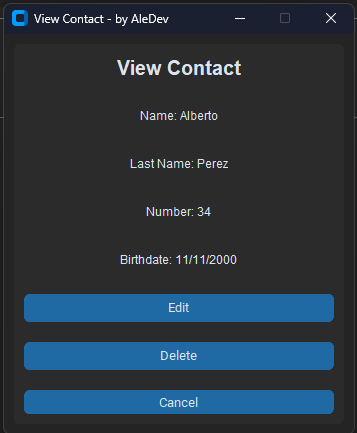 View Contact - by AleDev
View Contact
Name: Alberto
Last Name: Perez
Number: 34
Birthdate: 11/11/2000
Edit
Delete
Cancel